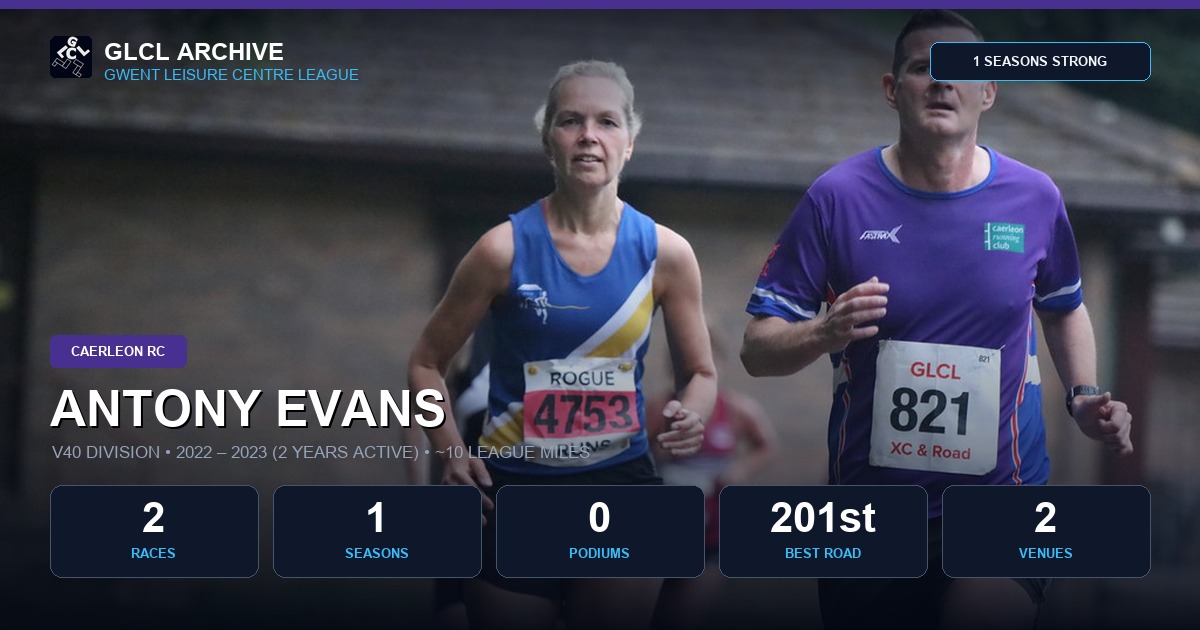 GLCL ARCHIVE
GWENT LEISURE CENTRE LEAGUE
1 SEASONS STRONG
FASTRAX
caerleon
running
club
ROGUE
4753
RUNS
821
GLCL
821
XC & Road
CAERLEON RC
ANTONY EVANS
V40 DIVISION • 2022 – 2023 (2 YEARS ACTIVE) • ~10 LEAGUE MILES
2
RACES
1
SEASONS
0
PODIUMS
201st
BEST ROAD
2
VENUES